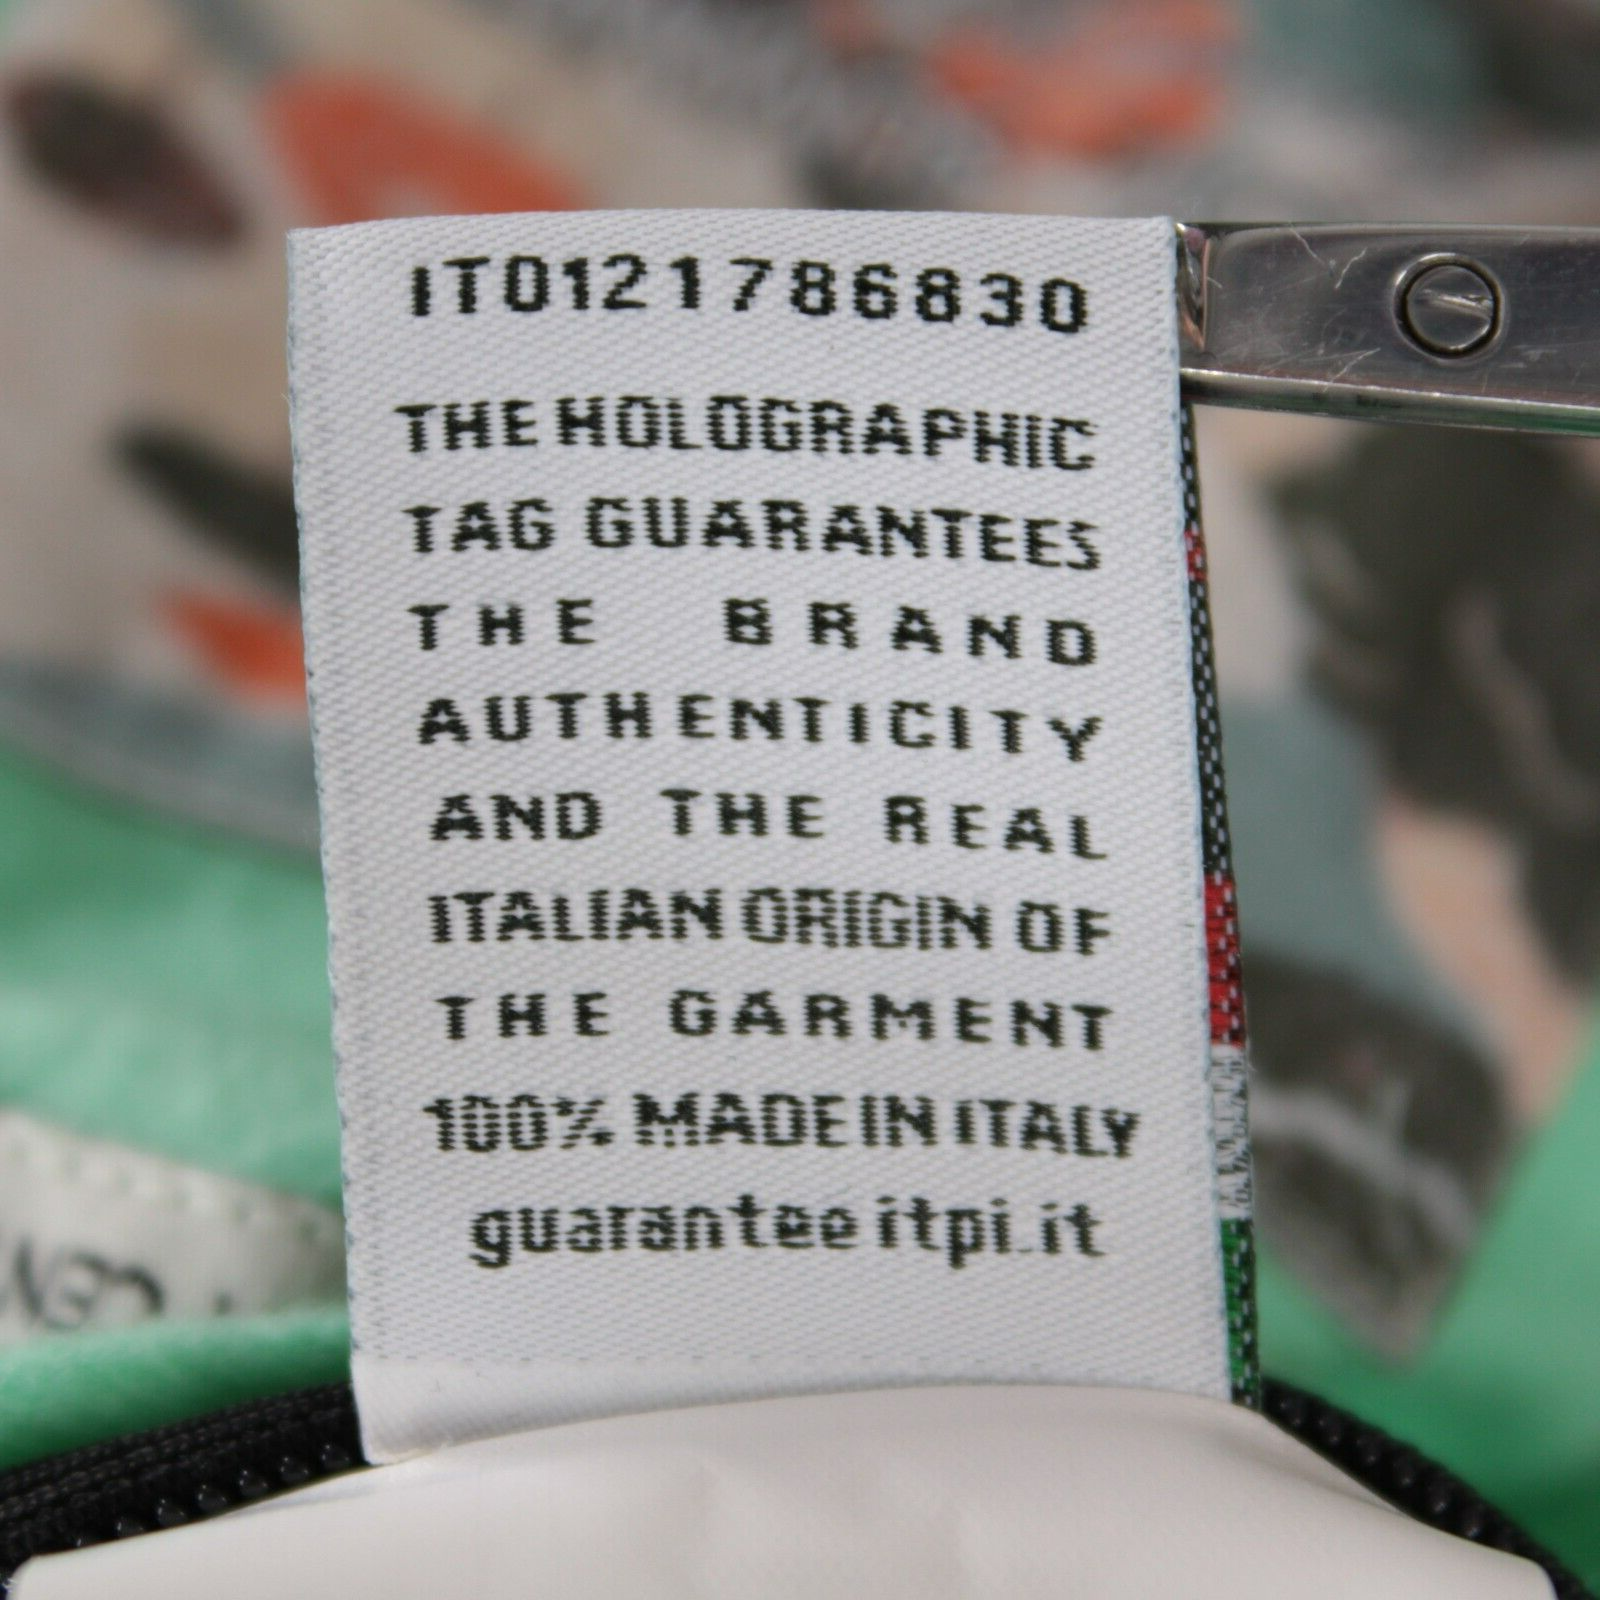 IT0121786830
THE HOLOGRAPHIC
TAG GUARANTEES
THE BRAND
AUTHENTICITY
AND THE REAL
ITALIAN ORIGIN OF
THE GARMENT
100% MADE IN ITALY
guarantee itpi.it